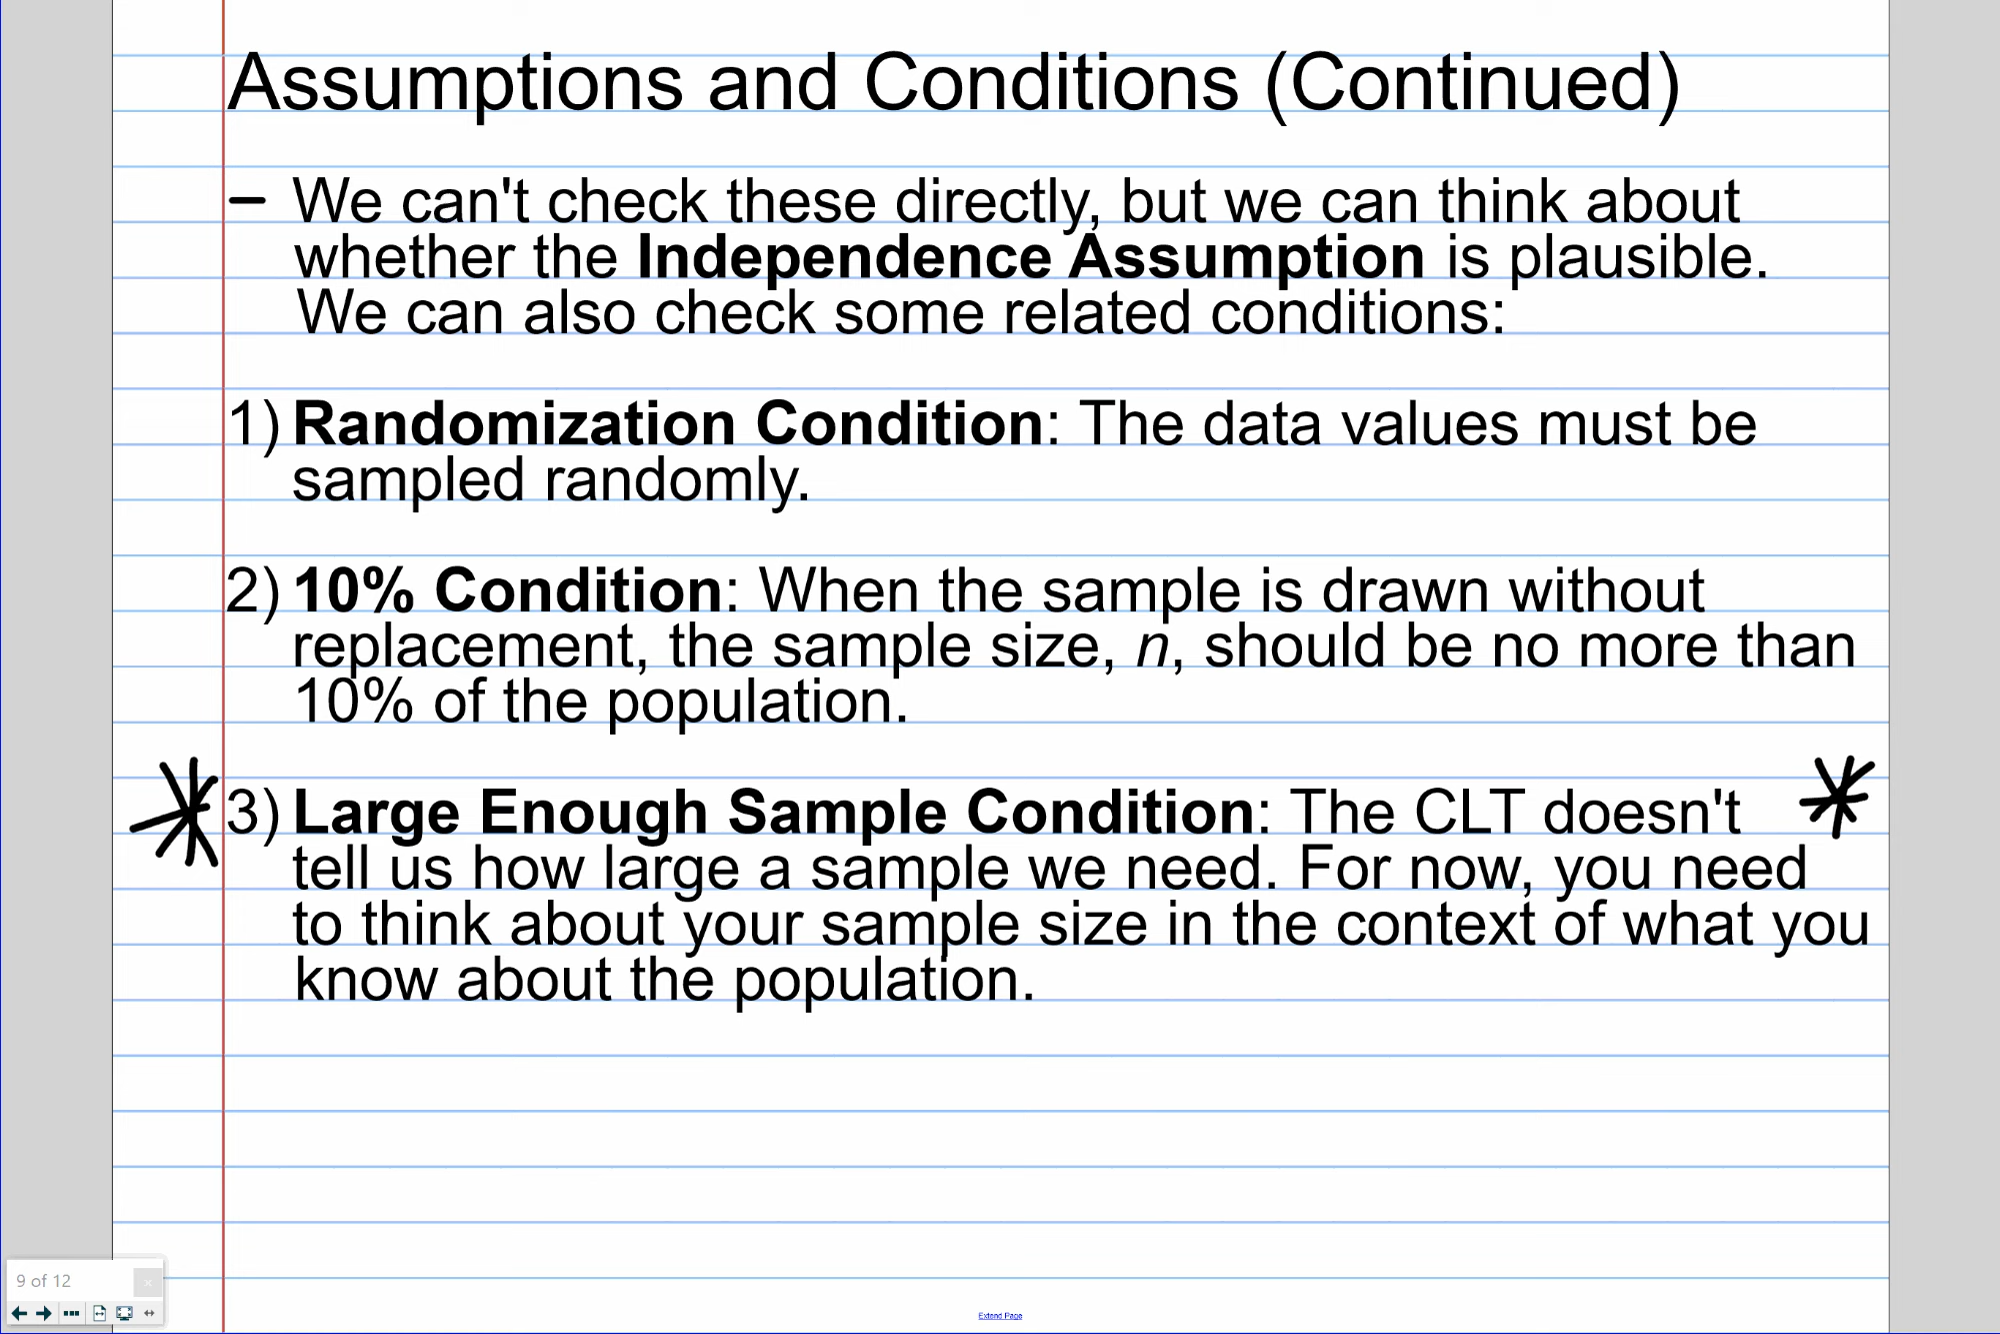 Assumptions and Conditions (Continued)
– We can't check these directly, but we can think about
whether the Independence Assumption is plausible.
We can also check some related conditions:
1) Randomization Condition: The data values must be
sampled randomly.
2) 10% Condition: When the sample is drawn without
replacement, the sample size, n, should be no more than
10% of the population.
3) Large Enough Sample Condition: The CLT doesn't
tell us how large a sample we need. For now, you need
to think about your sample size in the context of what you
know about the population.
9 of 12
Extend Page